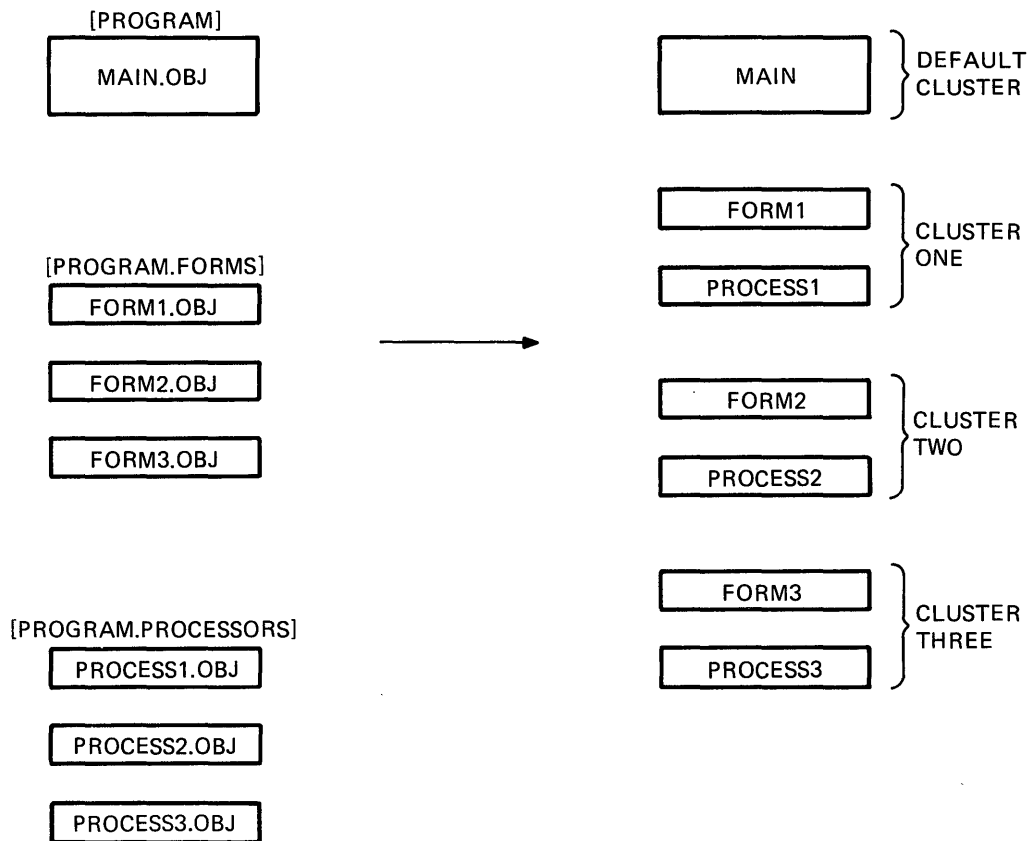 [PROGRAM]
MAIN.OBJ
[PROGRAM.FORMS]
FORM1.OBJ
FORM2.OBJ
FORM3.OBJ
[PROGRAM.PROCESSORS]
PROCESS1.OBJ
PROCESS2.OBJ
PROCESS3.OBJ
MAIN
DEFAULT
CLUSTER
FORM1
PROCESS1
CLUSTER
ONE
FORM2
PROCESS2
CLUSTER
TWO
FORM3
PROCESS3
CLUSTER
THREE